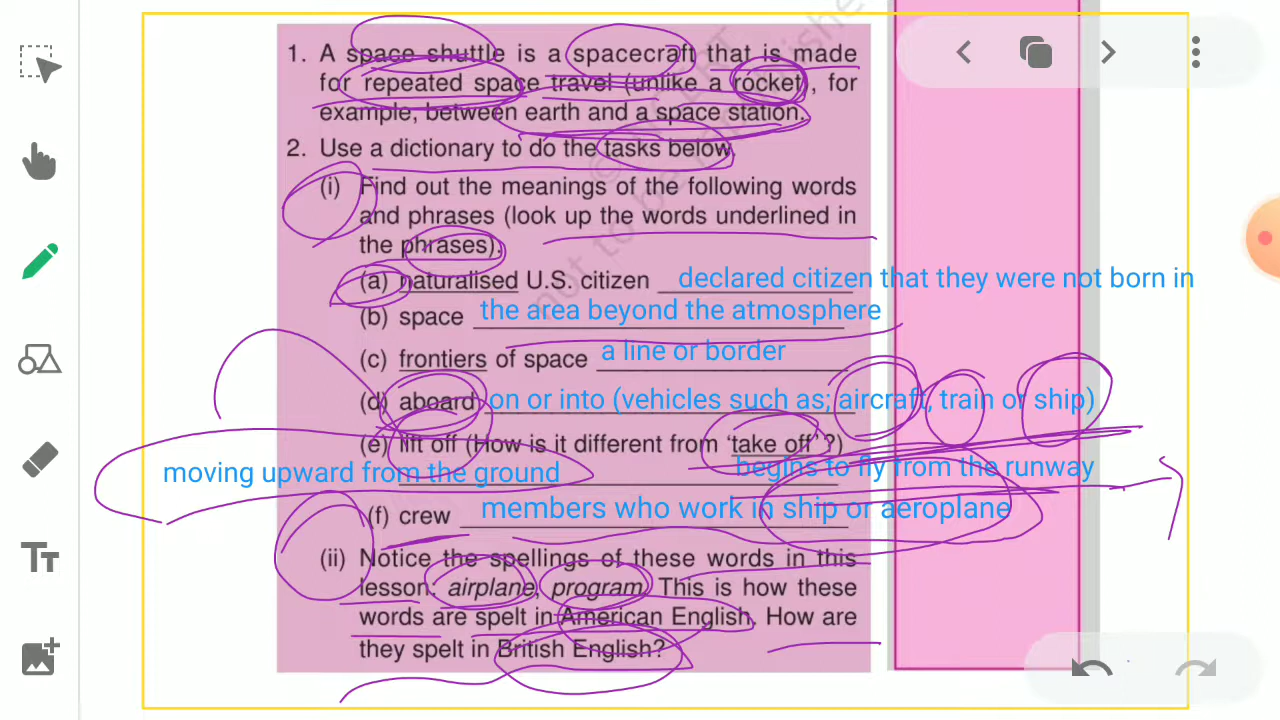 1. A space shuttle is a spacecraft that is made
for repeated space travel (unlike a rocket), for
example, between earth and a space station.
2. Use a dictionary to do the tasks below.
(i) Find out the meanings of the following words
and phrases (look up the words underlined in
the phrases).
(a) naturalised U.S. citizen declared citizen that they were not born in
(b) space the area beyond the atmosphere
(c) frontiers of space a line or border
(d) aboard on or into (vehicles such as; aircraft, train or ship)
(e) lift off (How is it different from ‘take off’?)
moving upward from the ground begins to fly from the runway
(f) crew members who work in ship or aeroplane
(ii) Notice the spellings of these words in this
lesson: airplane, program. This is how these
words are spelt in American English. How are
they spelt in British English?
Tт